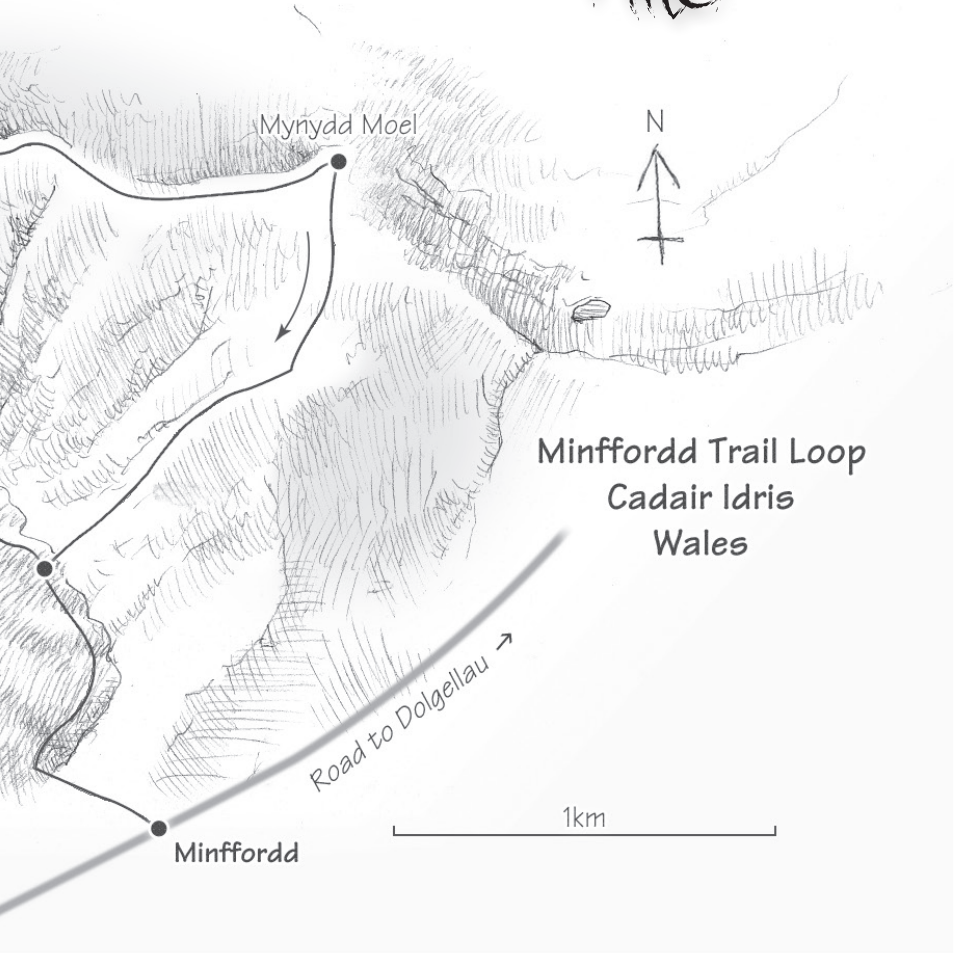 Mynydd Moel
N
Minffordd Trail Loop
Cadair Idris
Wales
Road to Dolgellau
1km
Minffordd